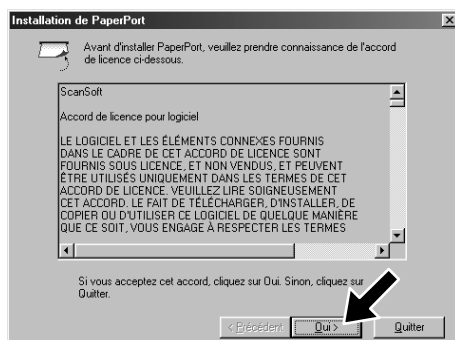 Installation de PaperPort
Avant d'installer PaperPort, veuillez prendre connaissance de l'accord
de licence ci-dessous.
ScanSoft
Accord de licence pour logiciel
LE LOGICIEL ET LES ÉLÉMENTS CONNEXES FOURNIS
DANS LE CADRE DE CET ACCORD DE LICENCE SONT
FOURNIS SOUS LICENCE, ET NON VENDUS, ET PEUVENT
ÊTRE UTILISÉS UNIQUEMENT DANS LES TERMES DE CET
ACCORD DE LICENCE. VEUILLEZ LIRE SOIGNEUSEMENT
CET ACCORD. LE FAIT DE TÉLÉCHARGER, D'INSTALLER, DE
COPIER OU D'UTILISER CE LOGICIEL DE QUELQUE MANIÈRE
QUE CE SOIT, VOUS ENGAGE À RESPECTER LES TERMES
Si vous acceptez cet accord, cliquez sur Oui. Sinon, cliquez sur
Quitter.
< Précédent Oui > Quitter